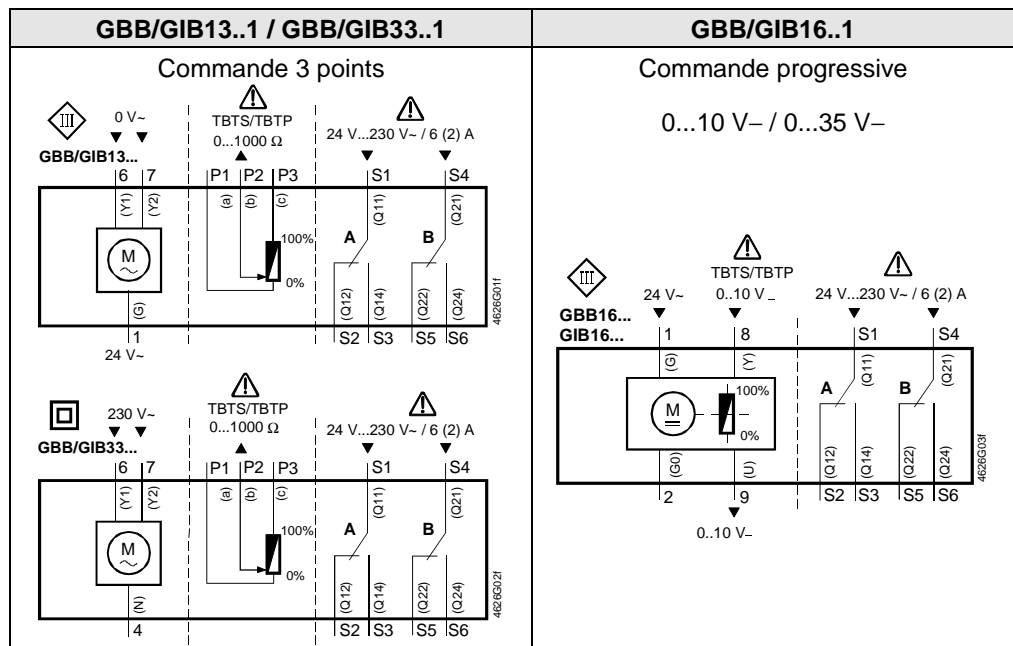 GBB/GIB13..1 / GBB/GIB33..1
Commande 3 points
III
0 V~
TBTS/TBTP
0...1000 Ω
24 V...230 V~ / 6 (2) A
GBB/GIB13...
6 7 P1 P2 P3 S1 S4
(Y1) (Y2) (a) (b) (c) (Q11) (Q21)
M
100%
0%
A B
(G) (Q12) (Q14) (Q22) (Q24)
1 S2 S3 S5 S6
24 V~
4626G01f
230 V~
TBTS/TBTP
0...1000 Ω
24 V...230 V~ / 6 (2) A
GBB/GIB33...
6 7 P1 P2 P3 S1 S4
(Y1) (Y2) (a) (b) (c) (Q11) (Q21)
M
100%
0%
A B
(N) (Q12) (Q14) (Q22) (Q24)
4 S2 S3 S5 S6
4626G02f
GBB/GIB16..1
Commande progressive
0...10 V– / 0...35 V–
III
24 V~
TBTS/TBTP
0..10 V _
24 V...230 V~ / 6 (2) A
GBB16...
GIB16...
1 8 S1 S4
(G) (Y) (Q11) (Q21)
M
100%
0%
A B
(G0) (U) (Q12) (Q14) (Q22) (Q24)
2 9 S2 S3 S5 S6
0..10 V–
4626G03f